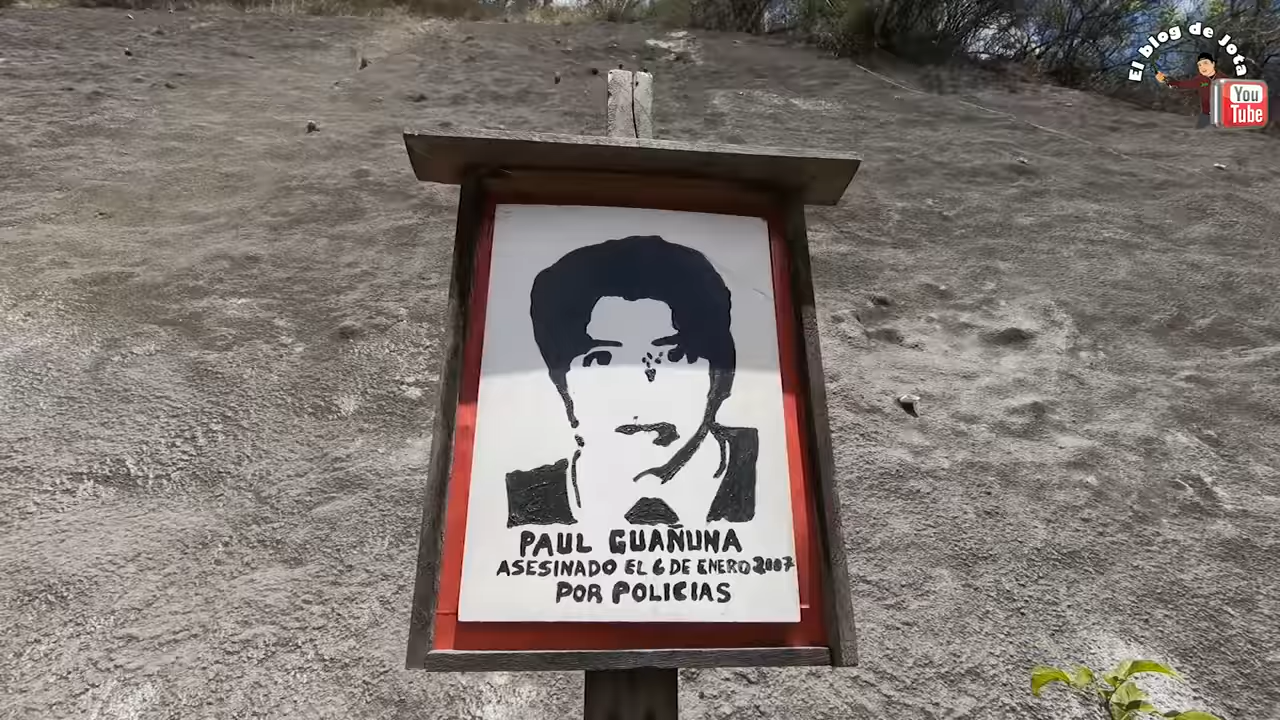 El blog de Jota
You
Tube
PAUL GUAÑUNA
ASESINADO EL 6 DE ENERO 2007
POR POLICIAS